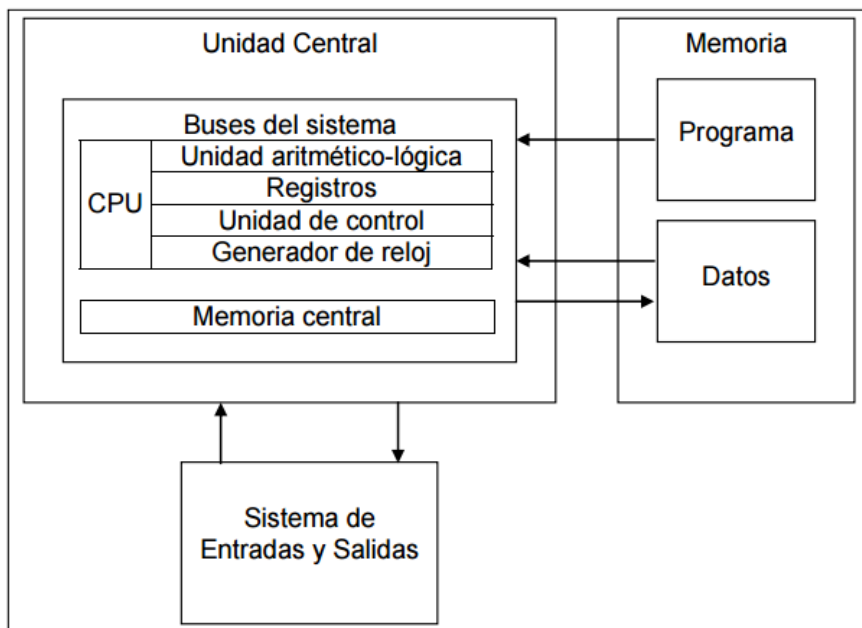 Unidad Central
Memoria
Buses del sistema
CPU
Unidad aritmético-lógica
Registros
Unidad de control
Generador de reloj
Memoria central
Programa
Datos
Sistema de
Entradas y Salidas